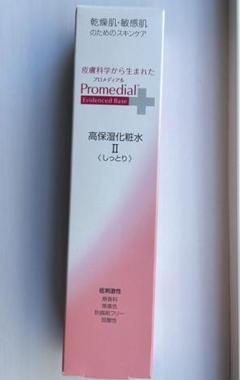 乾燥肌・敏感肌
のためのスキンケア
皮膚科学から生まれた
プロメディアル
Promedial
Evidenced Base
高保湿化粧水
II
〈しっとり〉
低刺激性
無香料
無着色
防腐剤フリー
弱酸性